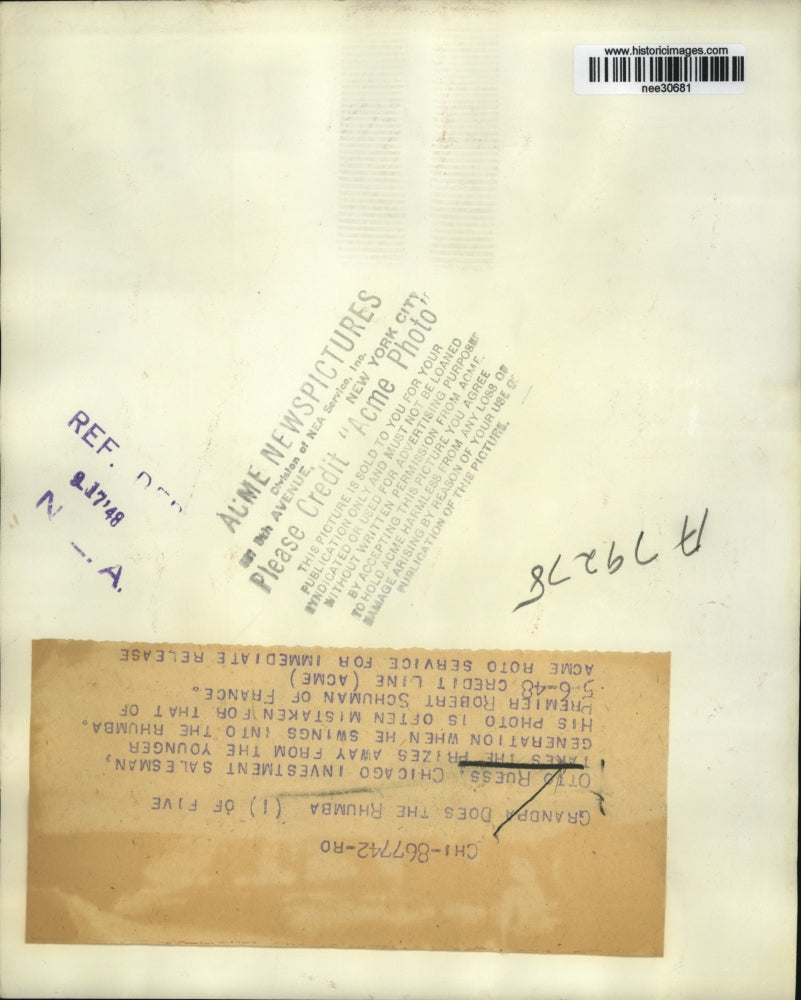 www.historicimages.com
nee30681
ACME NEWSPICTURES
Division of NEA Service, Inc.
8th AVENUE, NEW YORK CITY
Please Credit "Acme Photo"
THIS PICTURE IS SOLD TO YOU FOR YOUR
PUBLICATION ONLY AND MUST NOT BE LOANED
SYNDICATED OR USED FOR ADVERTISING PURPOSES
WITHOUT WRITTEN PERMISSION FROM ACME.
BY ACCEPTING THIS PICTURE YOU AGREE
TO HOLD ACME HARMLESS FROM ANY LOSS OR
DAMAGE ARISING BY REASON OF YOUR USE OF
PUBLICATION OF THIS PICTURE.
REF.
17 '48
N. A.
A79278
CHI-867742-RO
GRANDPA DOES THE RHUMBA (1) OF FIVE
OTTO RUESS, CHICAGO INVESTMENT SALESMAN,
TAKES THE PRIZES AWAY FROM THE YOUNGER
GENERATION WHEN HE SWINGS INTO THE RHUMBA.
HIS PHOTO IS OFTEN MISTAKEN FOR THAT OF
PREMIER ROBERT SCHUMAN OF FRANCE.
5-6-48 CREDIT LINE (ACME)
ACME ROTO SERVICE FOR IMMEDIATE RELEASE